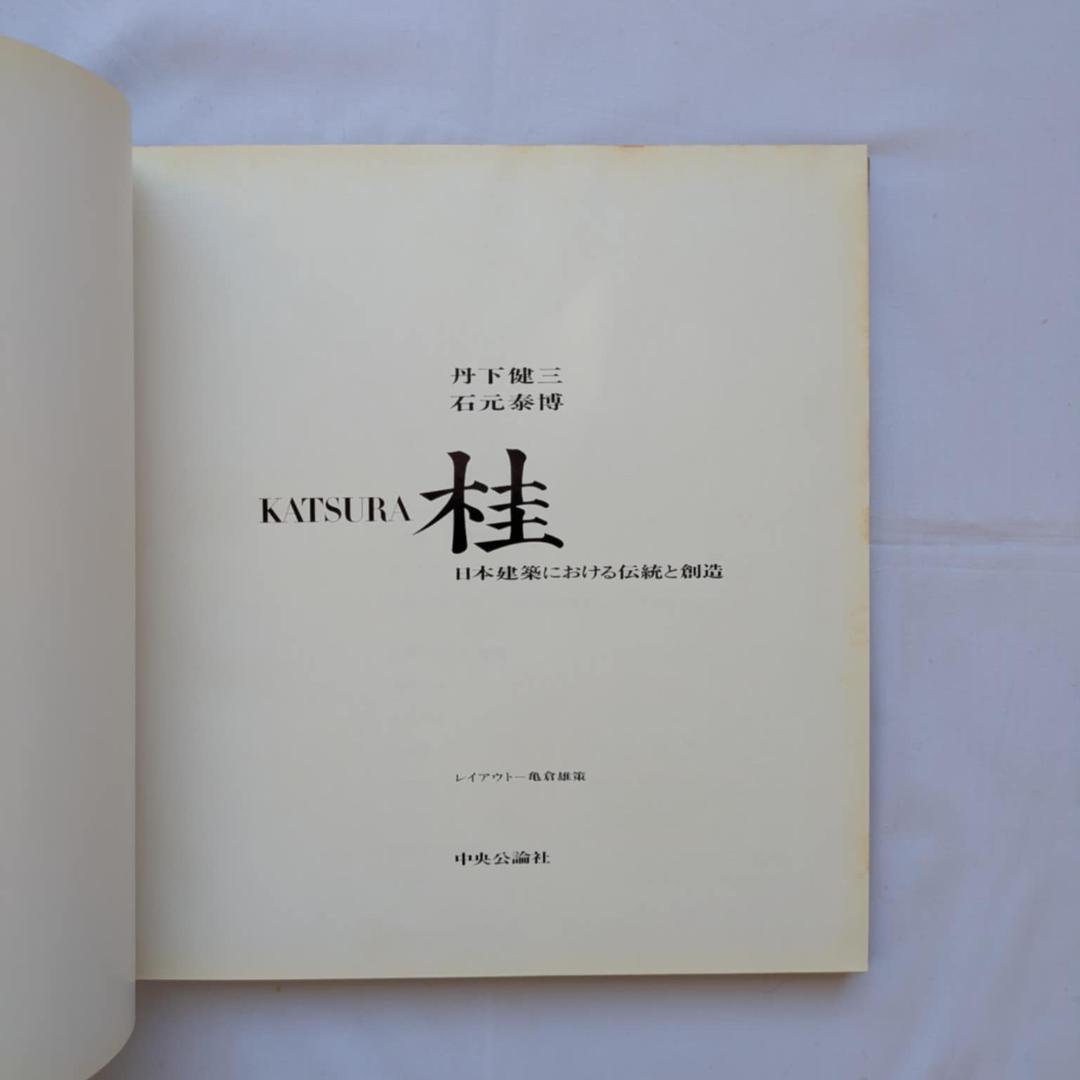 丹下健三
石元泰博
KATSURA 桂
日本建築における伝統と創造
レイアウト—亀倉雄策
中央公論社